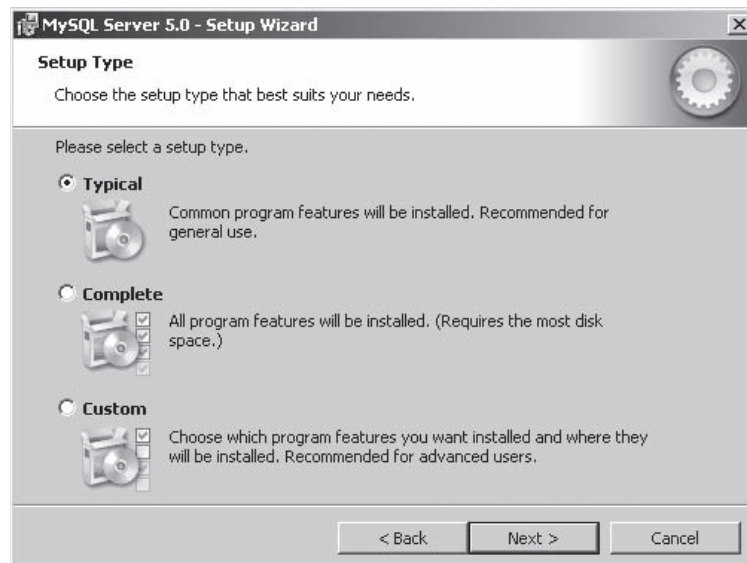 MySQL Server 5.0 - Setup Wizard
Setup Type
Choose the setup type that best suits your needs.
Please select a setup type.
Typical
Common program features will be installed. Recommended for
general use.
Complete
All program features will be installed. (Requires the most disk
space.)
Custom
Choose which program features you want installed and where they
will be installed. Recommended for advanced users.
< Back
Next >
Cancel